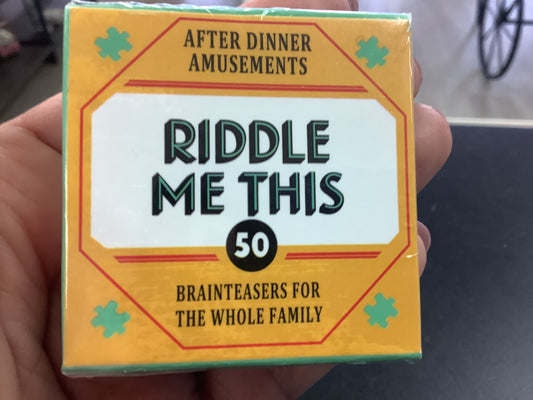 AFTER DINNER
AMUSEMENTS
RIDDLE
ME THIS
50
BRAINTEASERS FOR
THE WHOLE FAMILY